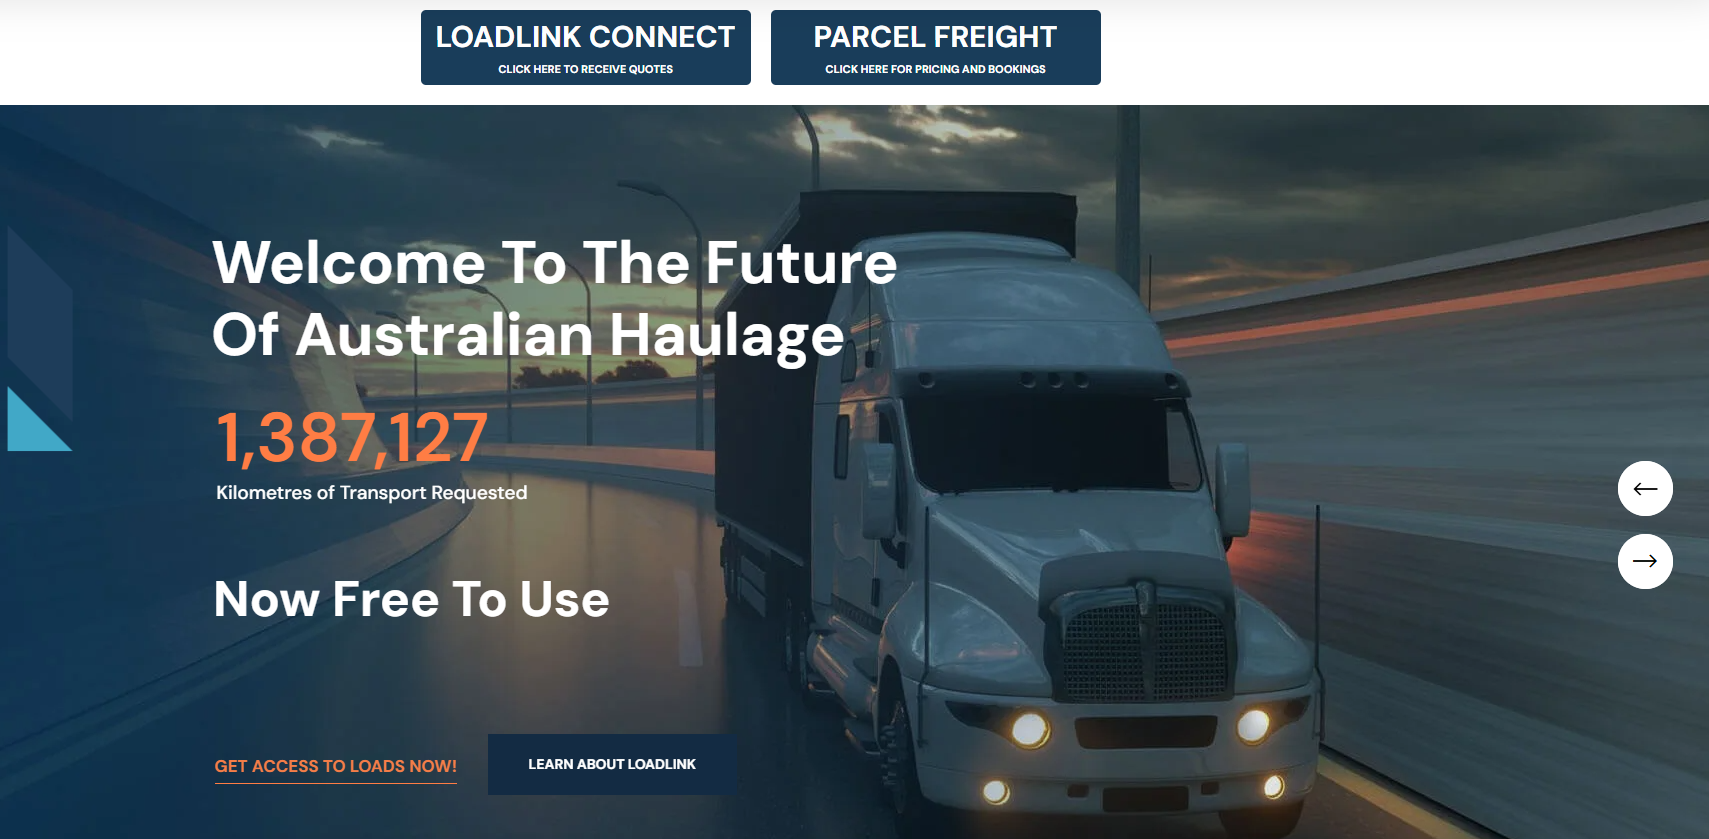 LOADLINK CONNECT
CLICK HERE TO RECEIVE QUOTES
PARCEL FREIGHT
CLICK HERE FOR PRICING AND BOOKINGS
Welcome To The Future
Of Australian Haulage
1,387,127
Kilometres of Transport Requested
Now Free To Use
GET ACCESS TO LOADS NOW!
LEARN ABOUT LOADLINK